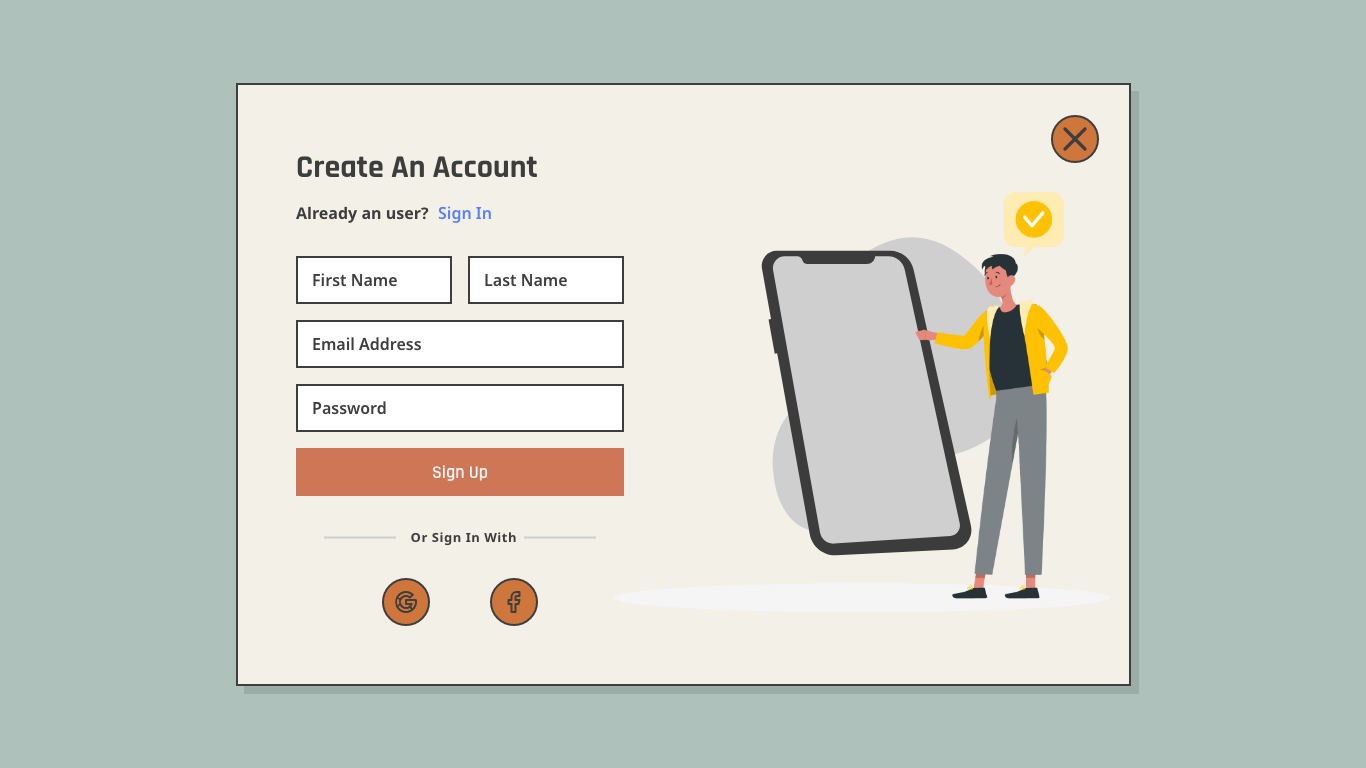 Create An Account
Already an user? Sign In
First Name
Last Name
Email Address
Password
Sign Up
Or Sign In With